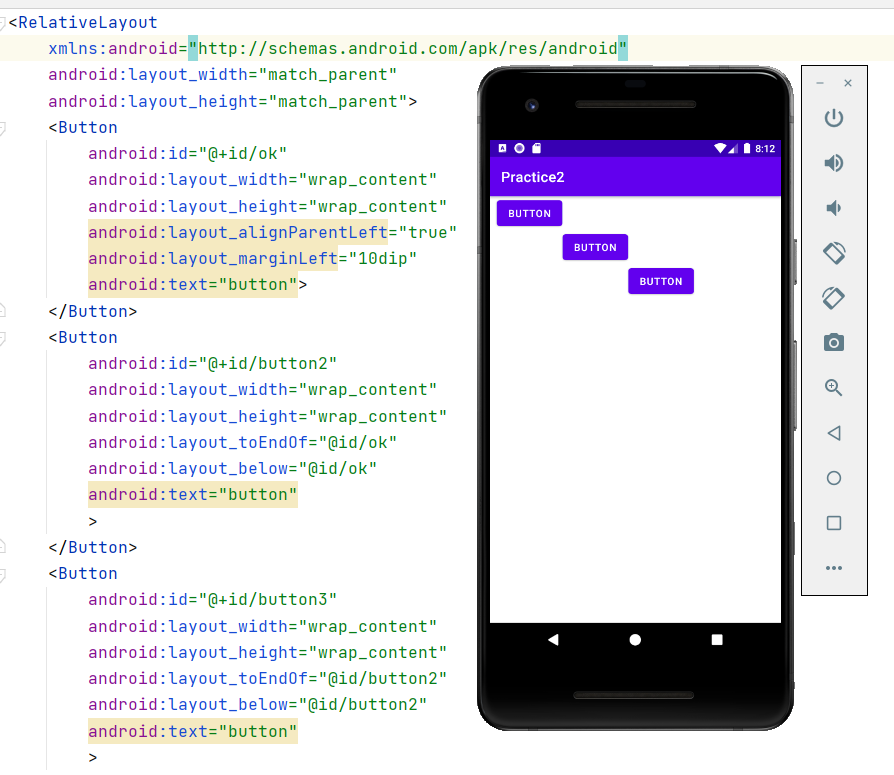 <RelativeLayout
xmlns:android="http://schemas.android.com/apk/res/android"
android:layout_width="match_parent"
android:layout_height="match_parent">
<Button
android:id="@+id/ok"
android:layout_width="wrap_content"
android:layout_height="wrap_content"
android:layout_alignParentLeft="true"
android:layout_marginLeft="10dip"
android:text="button">
</Button>
<Button
android:id="@+id/button2"
android:layout_width="wrap_content"
android:layout_height="wrap_content"
android:layout_toEndOf="@id/ok"
android:layout_below="@id/ok"
android:text="button"
>
</Button>
<Button
android:id="@+id/button3"
android:layout_width="wrap_content"
android:layout_height="wrap_content"
android:layout_toEndOf="@id/button2"
android:layout_below="@id/button2"
android:text="button"
>
8:12
Practice2
BUTTON
BUTTON
BUTTON